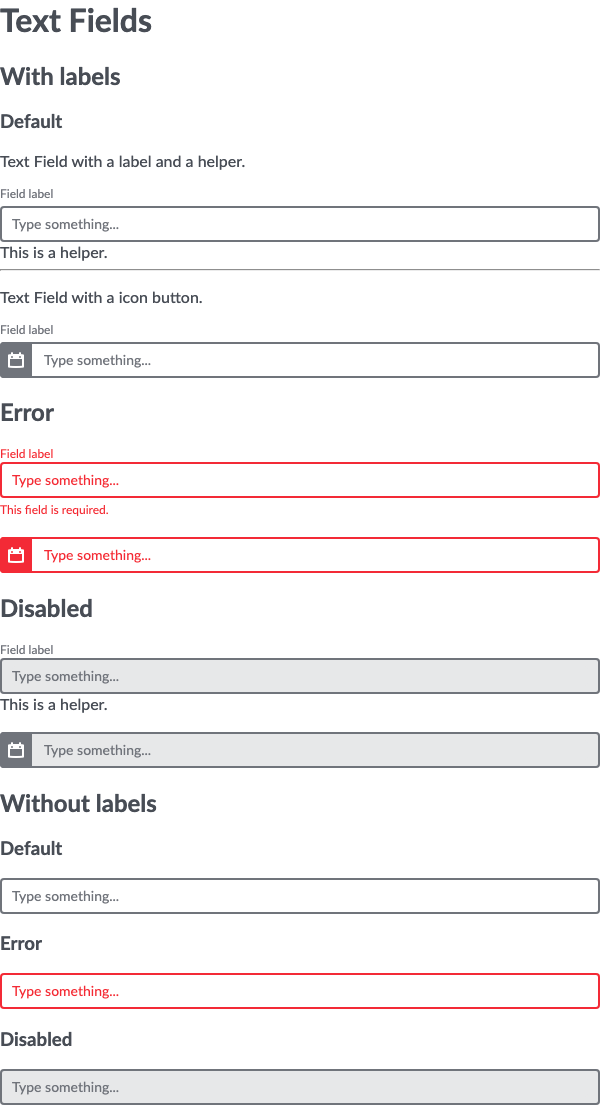 Text Fields
With labels
Default
Text Field with a label and a helper.
Field label
Type something...
This is a helper.
Text Field with a icon button.
Field label
Type something...
Error
Field label
Type something...
This field is required.
Type something...
Disabled
Field label
Type something...
This is a helper.
Type something...
Without labels
Default
Type something...
Error
Type something...
Disabled
Type something...